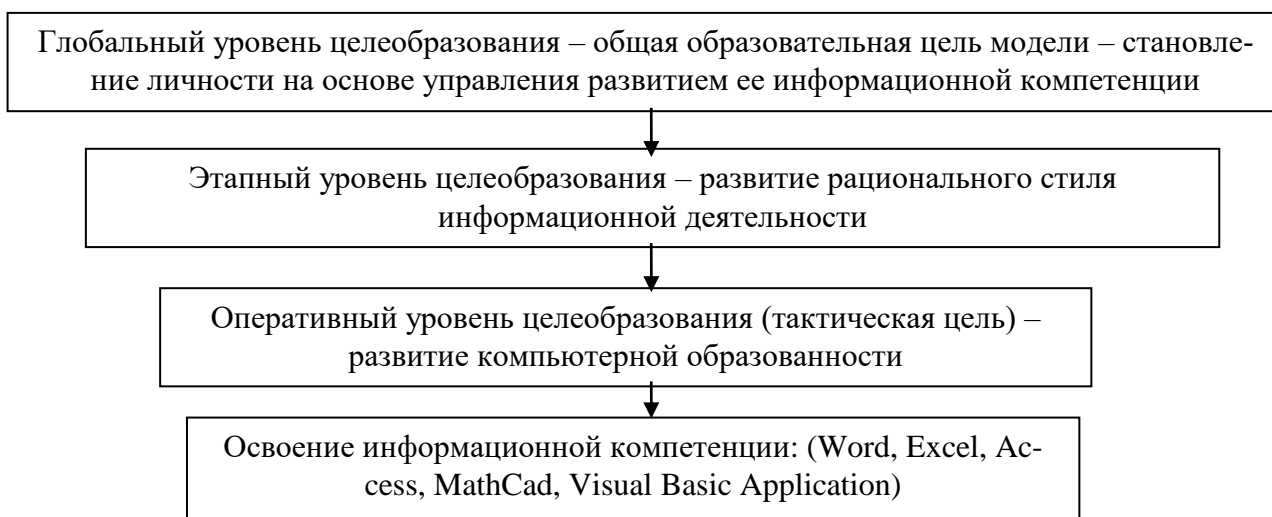 Глобальный уровень целеобразования – общая образовательная цель модели – становле-
ние личности на основе управления развитием ее информационной компетенции
Этапный уровень целеобразования – развитие рационального стиля
информационной деятельности
Оперативный уровень целеобразования (тактическая цель) –
развитие компьютерной образованности
Освоение информационной компетенции: (Word, Excel, Ac-
cess, MathCad, Visual Basic Application)